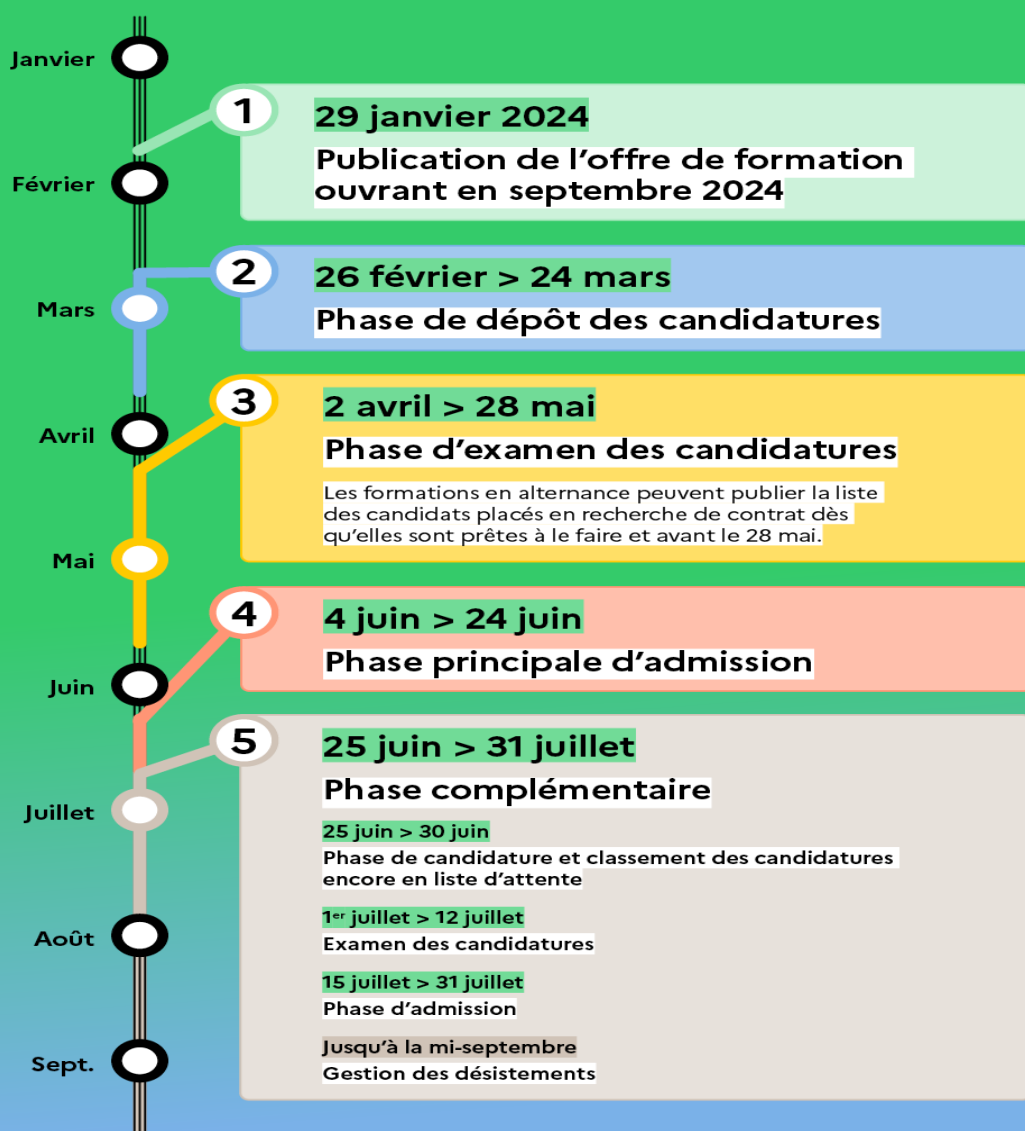 Janvier
1
29 janvier 2024
Publication de l’offre de formation
ouvrant en septembre 2024
Février
2
26 février > 24 mars
Phase de dépôt des candidatures
Mars
3
2 avril > 28 mai
Phase d’examen des candidatures
Les formations en alternance peuvent publier la liste
des candidats placés en recherche de contrat dès
qu’elles sont prêtes à le faire et avant le 28 mai.
Avril
Mai
4
4 juin > 24 juin
Phase principale d’admission
Juin
5
25 juin > 31 juillet
Phase complémentaire
25 juin > 30 juin
Phase de candidature et classement des candidatures
encore en liste d’attente
1er juillet > 12 juillet
Examen des candidatures
15 juillet > 31 juillet
Phase d’admission
Jusqu’à la mi-septembre
Gestion des désistements
Juillet
Août
Sept.